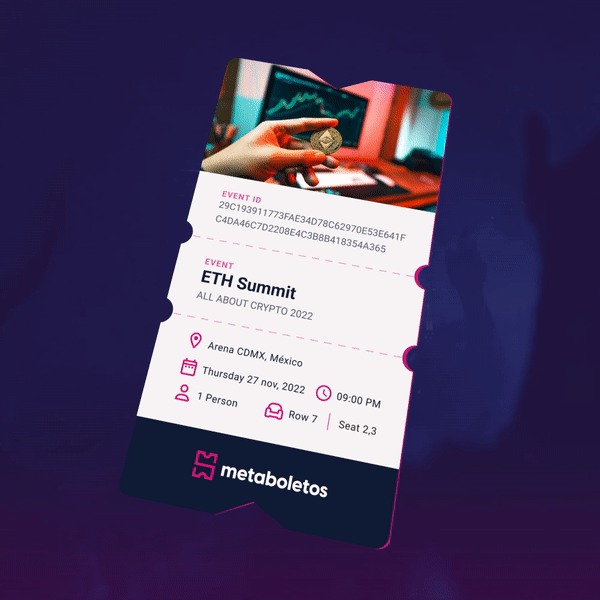 EVENT ID
29C193911773FAE34D78C62970E53E641F
C4DA46C7D2208E4C3B8B418354A365
EVENT
ETH Summit
ALL ABOUT CRYPTO 2022
Arena CDMX, México
Thursday 27 nov, 2022 09:00 PM
1 Person Row 7 Seat 2,3
metaboletos